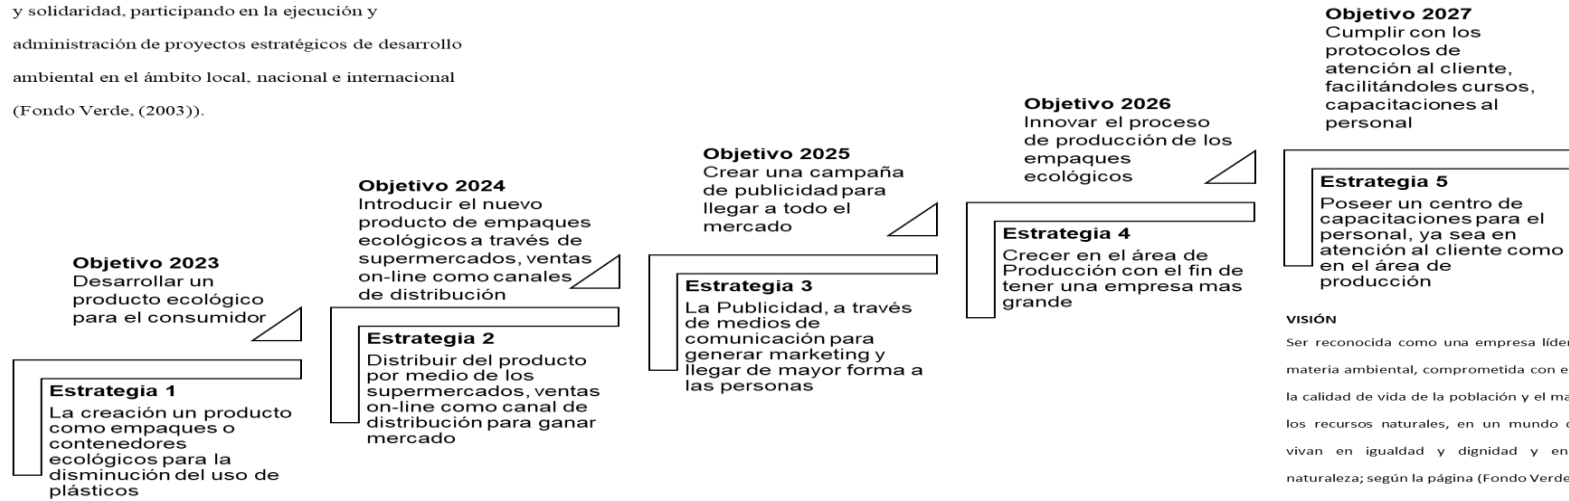 y solidaridad, participando en la ejecución y
administración de proyectos estratégicos de desarrollo
ambiental en el ámbito local, nacional e internacional
(Fondo Verde, (2003)).
Objetivo 2023
Desarrollar un
producto ecológico
para el consumidor
Estrategia 1
La creación un producto
como empaques o
contenedores
ecológicos para la
disminución del uso de
plásticos
Objetivo 2024
Introducir el nuevo
producto de empaques
ecológicos a través de
supermercados, ventas
on-line como canales
de distribución
Estrategia 2
Distribuir del producto
por medio de los
supermercados, ventas
on-line como canal de
distribución para ganar
mercado
Objetivo 2025
Crear una campaña
de publicidad para
llegar a todo el
mercado
Estrategia 3
La Publicidad, a través
de medios de
comunicación para
generar marketing y
llegar de mayor forma a
las personas
Objetivo 2026
Innovar el proceso
de producción de los
empaques
ecológicos
Estrategia 4
Crecer en el área de
Producción con el fin de
tener una empresa mas
grande
Objetivo 2027
Cumplir con los
protocolos de
atención al cliente,
facilitándoles cursos,
capacitaciones al
personal
Estrategia 5
Poseer un centro de
capacitaciones para el
personal, ya sea en
atención al cliente como
en el área de
producción
VISIÓN
Ser reconocida como una empresa líder
materia ambiental, comprometida con
la calidad de vida de la población y el
los recursos naturales, en un mundo
vivan en igualdad y dignidad y en
naturaleza; según la página (Fondo Verde